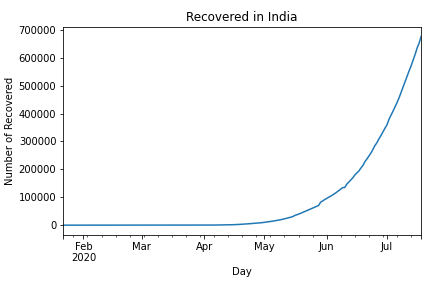 Recovered in India
Number of Recovered
700000
600000
500000
400000
300000
200000
100000
0
Feb Mar Apr May Jun Jul
2020
Day